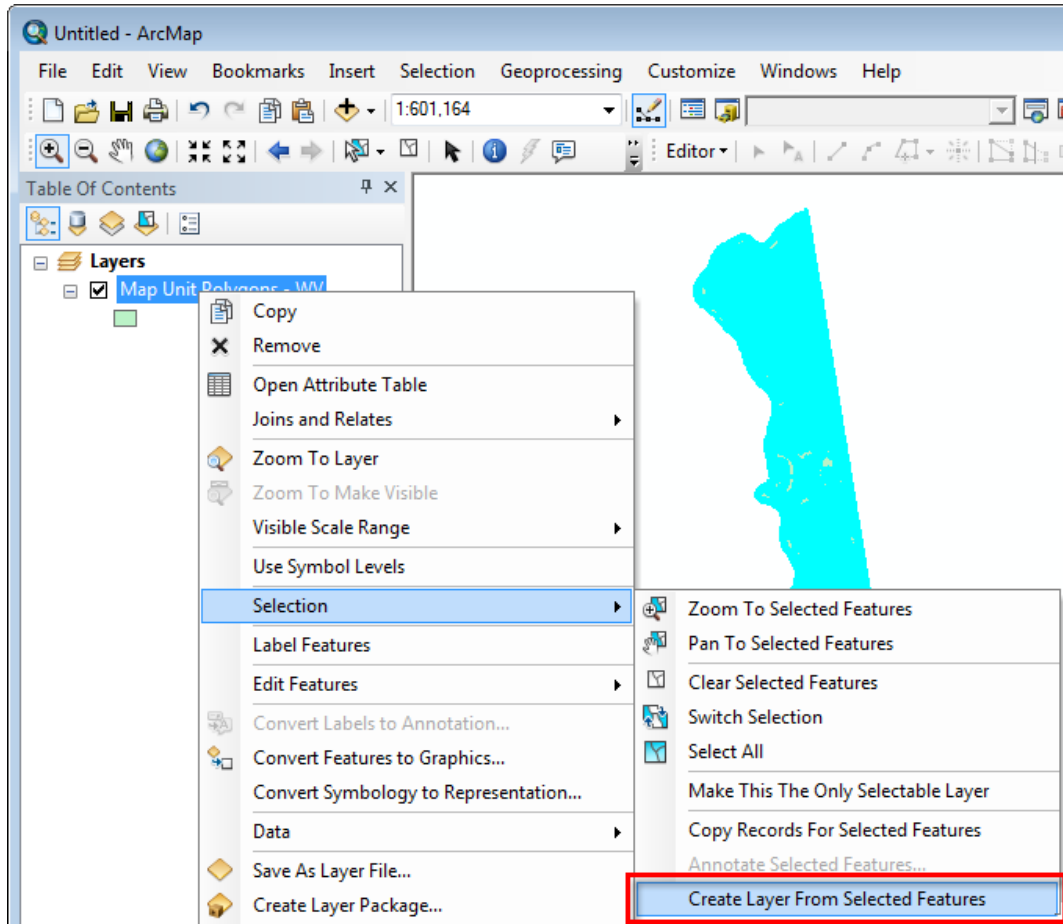 Untitled - ArcMap
File Edit View Bookmarks Insert Selection Geoprocessing Customize Windows Help
1:601,164
Editor
Table Of Contents
Layers
Map Unit Polygons - WV
Copy
Remove
Open Attribute Table
Joins and Relates
Zoom To Layer
Zoom To Make Visible
Visible Scale Range
Use Symbol Levels
Selection
Label Features
Edit Features
Convert Labels to Annotation...
Convert Features to Graphics...
Convert Symbology to Representation...
Data
Save As Layer File...
Create Layer Package...
Zoom To Selected Features
Pan To Selected Features
Clear Selected Features
Switch Selection
Select All
Make This The Only Selectable Layer
Copy Records For Selected Features
Annotate Selected Features...
Create Layer From Selected Features